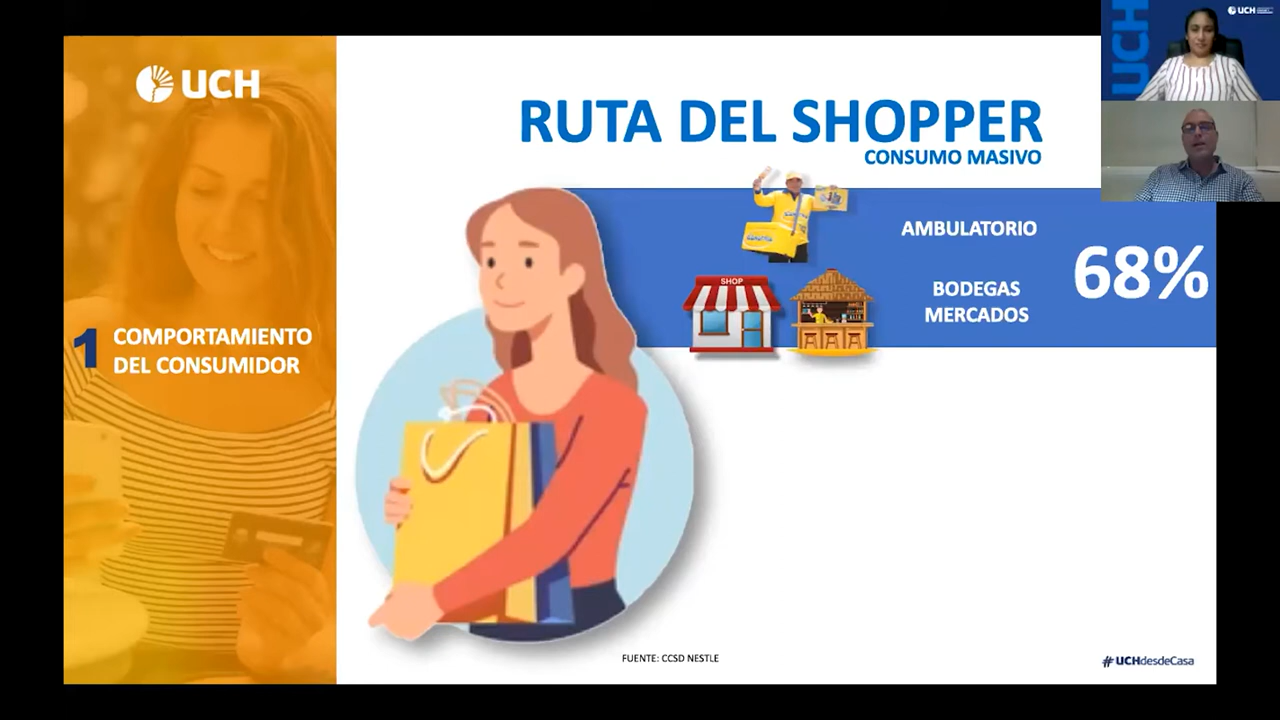 UCH
1 COMPORTAMIENTO
DEL CONSUMIDOR
RUTA DEL SHOPPER
CONSUMO MASIVO
AMBULATORIO
BODEGAS
MERCADOS
68%
SHOP
FUENTE: CCSD NESTLE
#UCHdesdeCasa
UCH
UCH